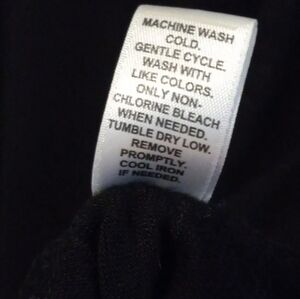 MACHINE WASH
COLD.
GENTLE CYCLE.
WASH WITH
LIKE COLORS.
ONLY NON-
CHLORINE BLEACH
WHEN NEEDED.
TUMBLE DRY LOW.
REMOVE
PROMPTLY.
COOL IRON
IF NEEDED.